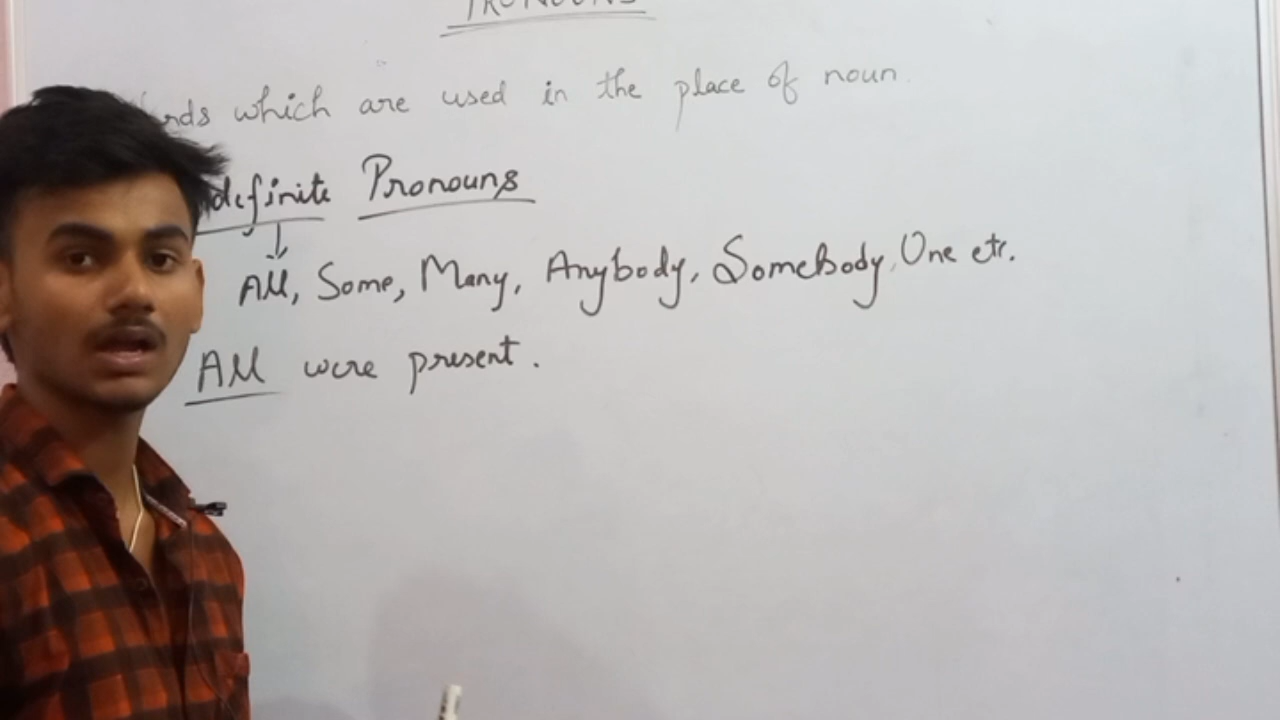 PRONOUNS
which are used in the place of noun
definite Pronouns
All, Some, Many, Anybody, Somebody, One etc.
All were present.